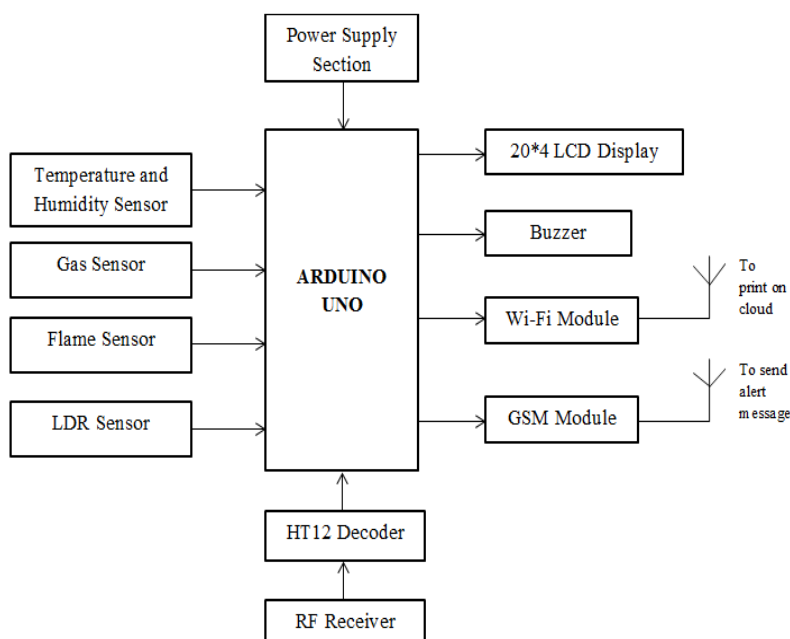 Power Supply
Section
Temperature and
Humidity Sensor
Gas Sensor
Flame Sensor
LDR Sensor
ARDUINO
UNO
20*4 LCD Display
Buzzer
Wi-Fi Module
GSM Module
To
print on
cloud
To send
alert
message
HT12 Decoder
RF Receiver